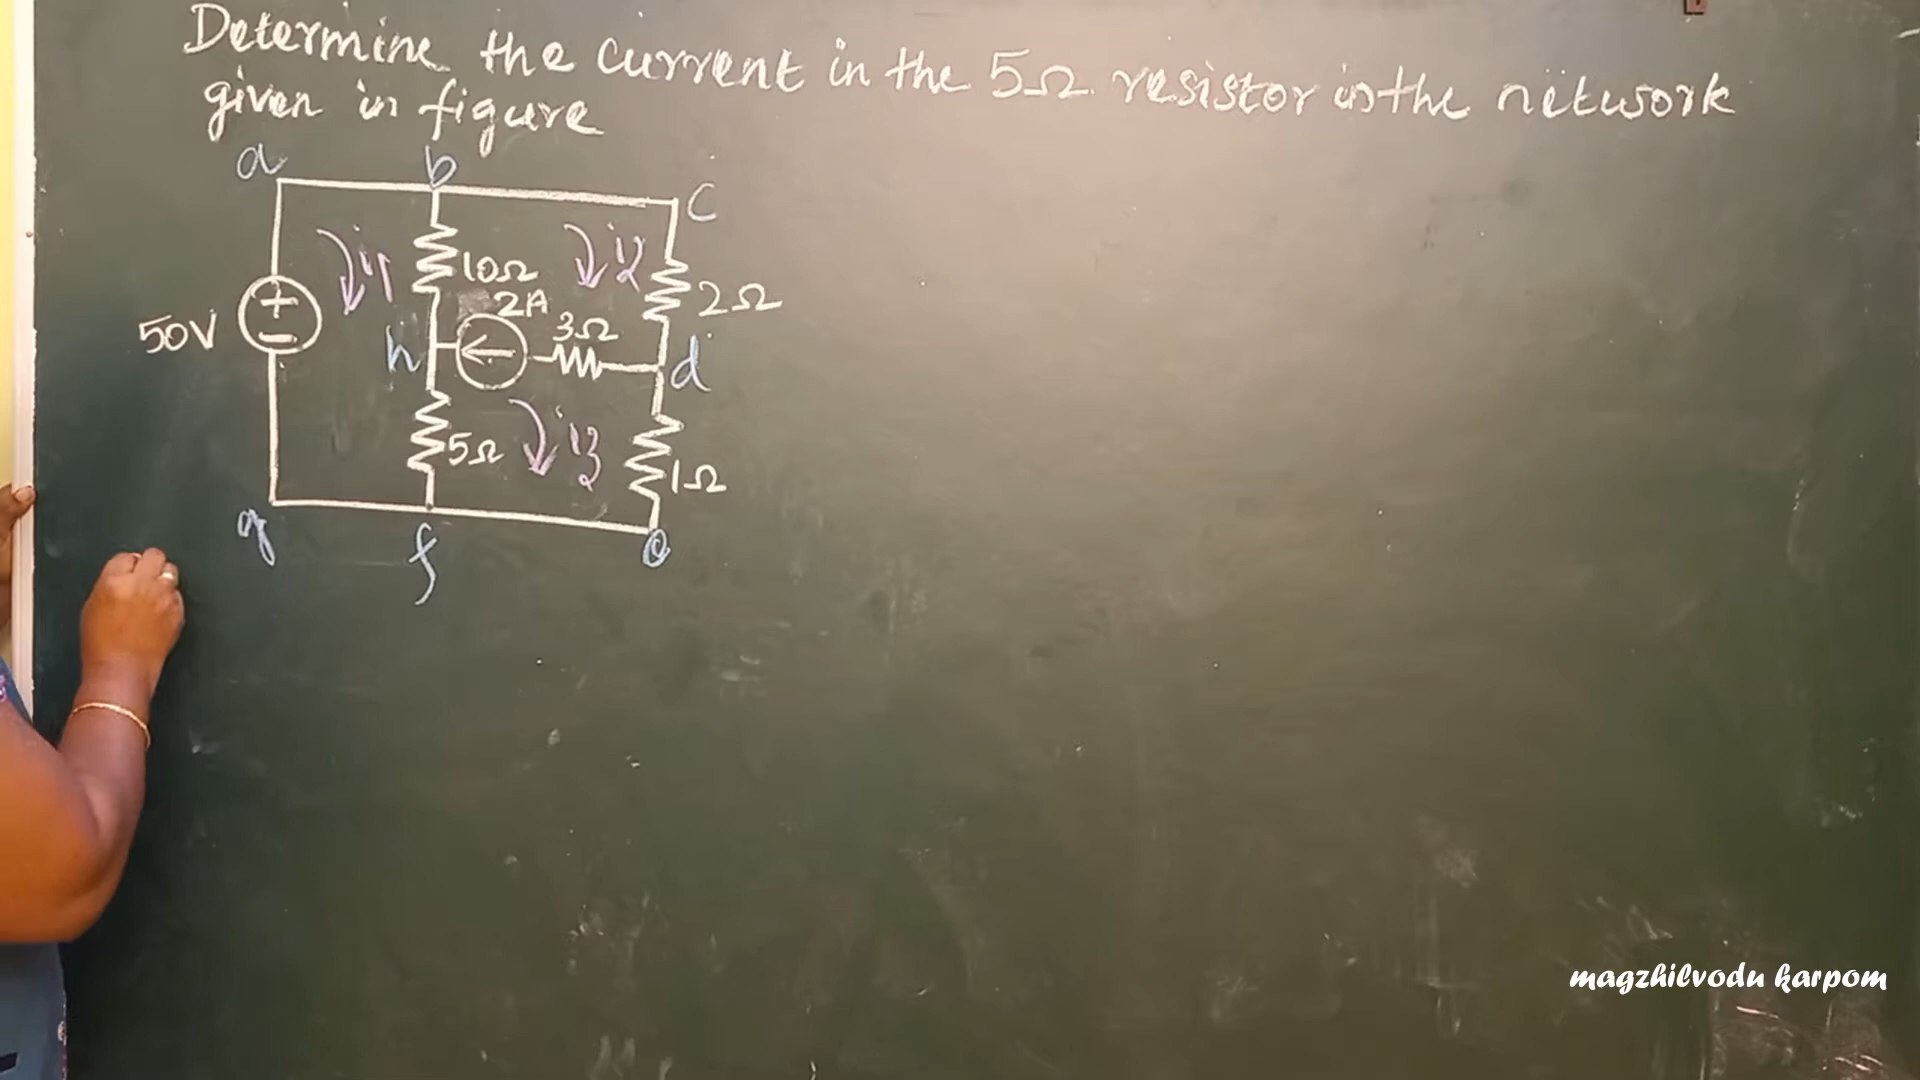 Determine the current in the 5Ω resistor in the network
given in figure
a b c
i1 i2
10Ω
2A
2Ω
3Ω
50V
h d
5Ω i3
1Ω
g f e
magzhilvodu karpom